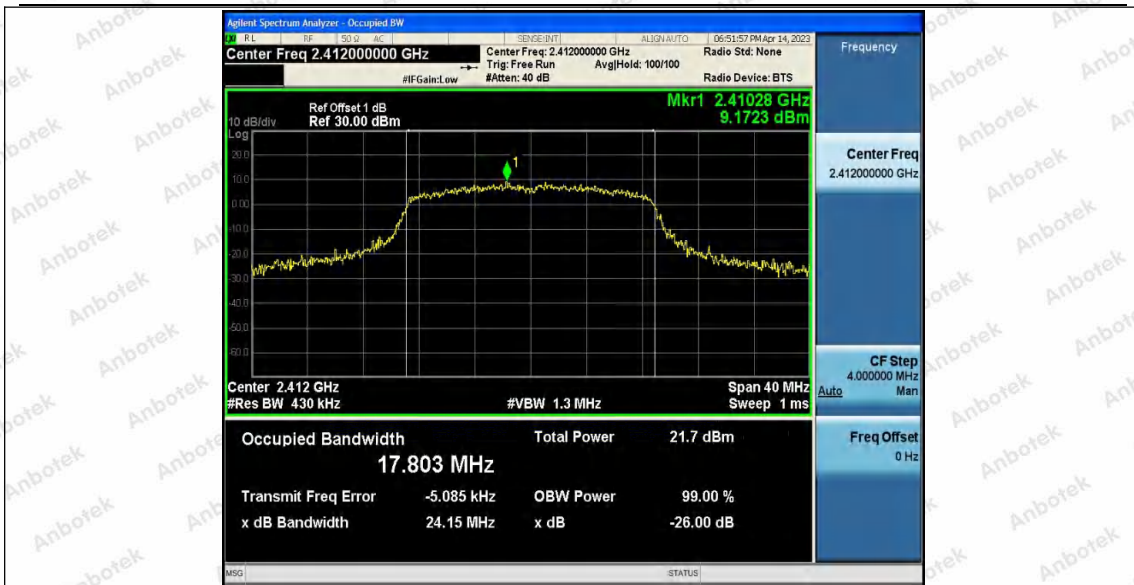 Agilent Spectrum Analyzer - Occupied BW
RL RF 50 Ω AC SENSE:INT ALIGN AUTO 06:51:57 PM Apr 14, 2023
Center Freq 2.412000000 GHz
Center Freq: 2.412000000 GHz
Radio Std: None
Trig: Free Run Avg|Hold: 100/100
#IFGain:Low #Atten: 40 dB Radio Device: BTS
Ref Offset 1 dB
Mkr1 2.41028 GHz
10 dB/div Ref 30.00 dBm 9.1723 dBm
Log
20.0
10.0
0.00
-10.0
-20.0
-30.0
-40.0
-50.0
-60.0
1
Center 2.412 GHz Span 40 MHz
#Res BW 430 kHz #VBW 1.3 MHz Sweep 1 ms
Occupied Bandwidth Total Power 21.7 dBm
17.803 MHz
Transmit Freq Error -5.085 kHz OBW Power 99.00 %
x dB Bandwidth 24.15 MHz x dB -26.00 dB
MSG STATUS
Frequency
Center Freq
2.412000000 GHz
CF Step
4.000000 MHz
Auto Man
Freq Offset
0 Hz
Anbotek